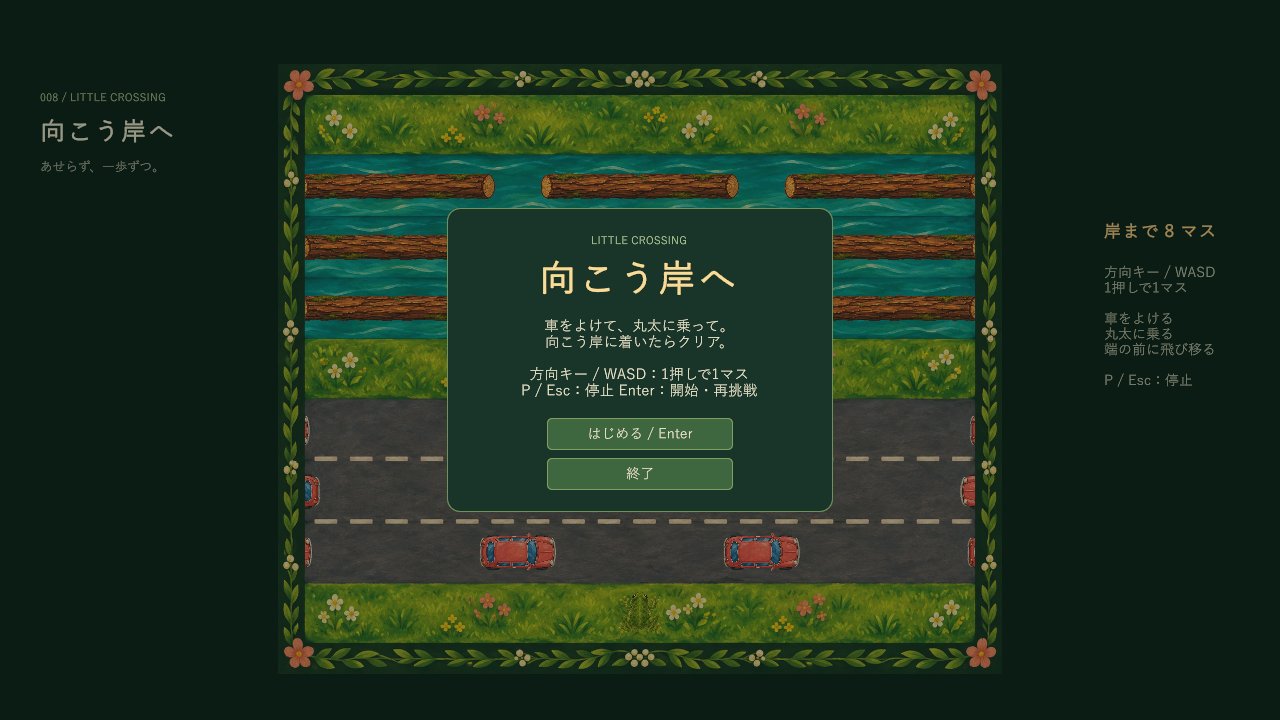 008 / LITTLE CROSSING
向こう岸へ
あせらず、一歩ずつ。
LITTLE CROSSING
向こう岸へ
車をよけて、丸太に乗って。
向こう岸に着いたらクリア。
方向キー / WASD：1押しで1マス
P / Esc：停止 Enter：開始・再挑戦
はじめる / Enter
終了
岸まで 8 マス
方向キー / WASD
1押しで1マス
車をよける
丸太に乗る
端の前に飛び移る
P / Esc：停止